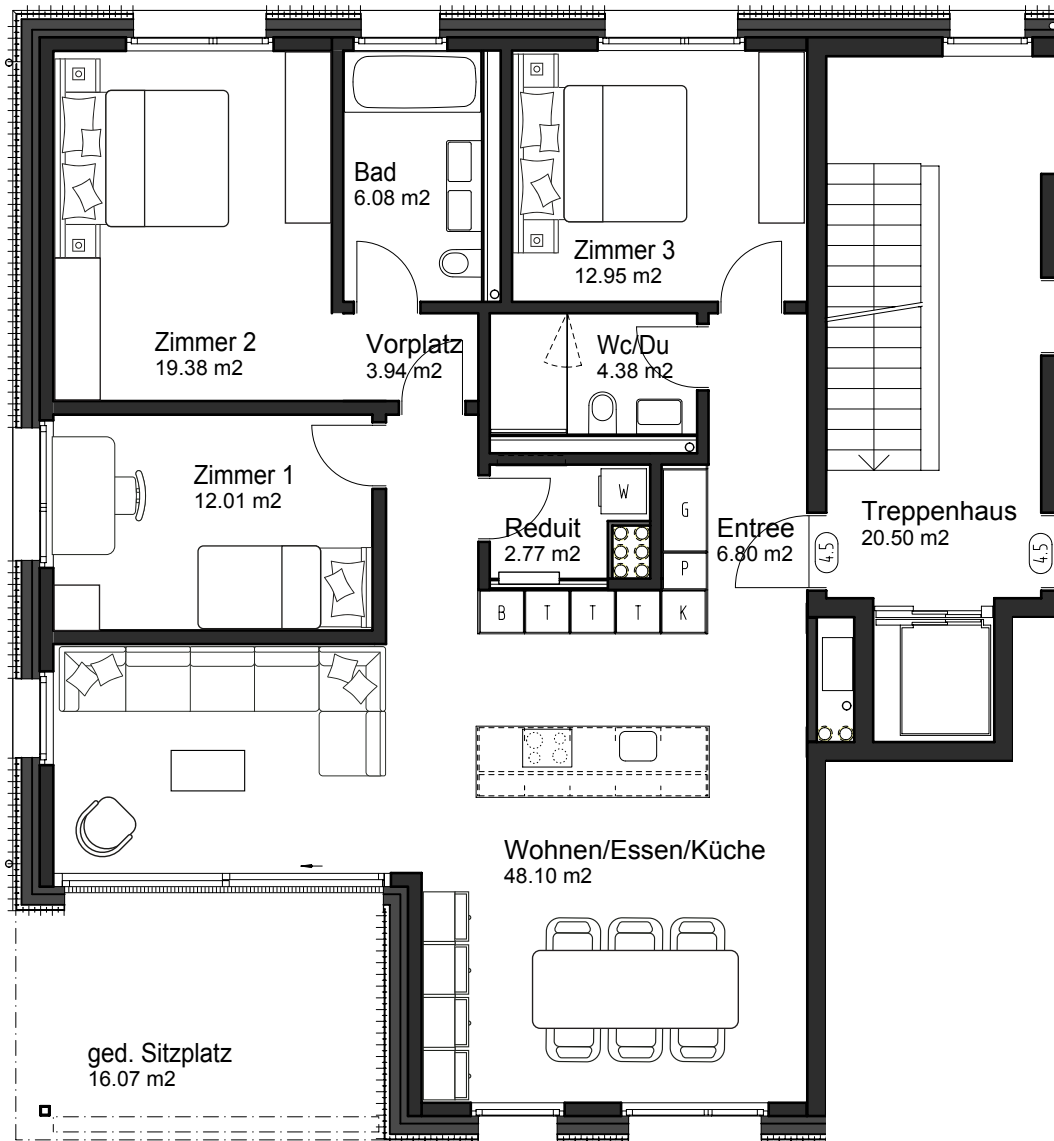 Bad
6.08 m2
Zimmer 3
12.95 m2
Zimmer 2
19.38 m2
Vorplatz
3.94 m2
Wc/Du
4.38 m2
Zimmer 1
12.01 m2
W
G
Reduit
2.77 m2
Entree
6.80 m2
Treppenhaus
20.50 m2
4.5
4.5
P
B
T
T
T
K
Wohnen/Essen/Küche
48.10 m2
ged. Sitzplatz
16.07 m2